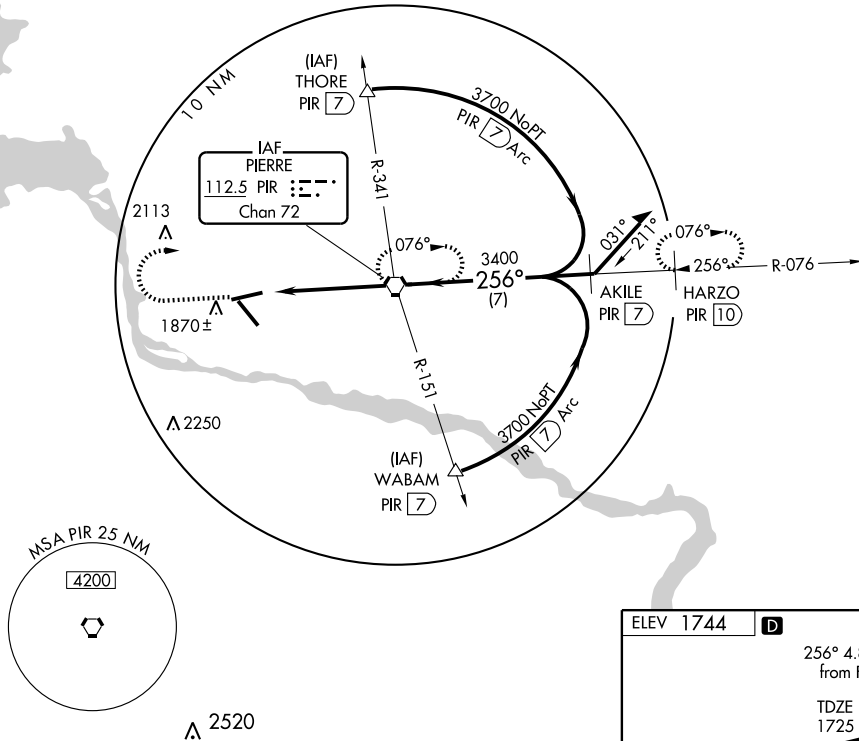 10 NM
(IAF)
THORE
PIR 7
3700 NoPT
PIR 7 Arc
IAF
PIERRE
112.5 PIR
Chan 72
R-341
2113
1870 ±
076°
3400
256°
(7)
031°
211°
076°
256°
R-076
AKILE
PIR 7
HARZO
PIR 10
R-151
2250
3700 NoPT
PIR 7 Arc
(IAF)
WABAM
PIR 7
MSA PIR 25 NM
4200
2520
ELEV 1744 D
256° 4.
from
TDZE
1725